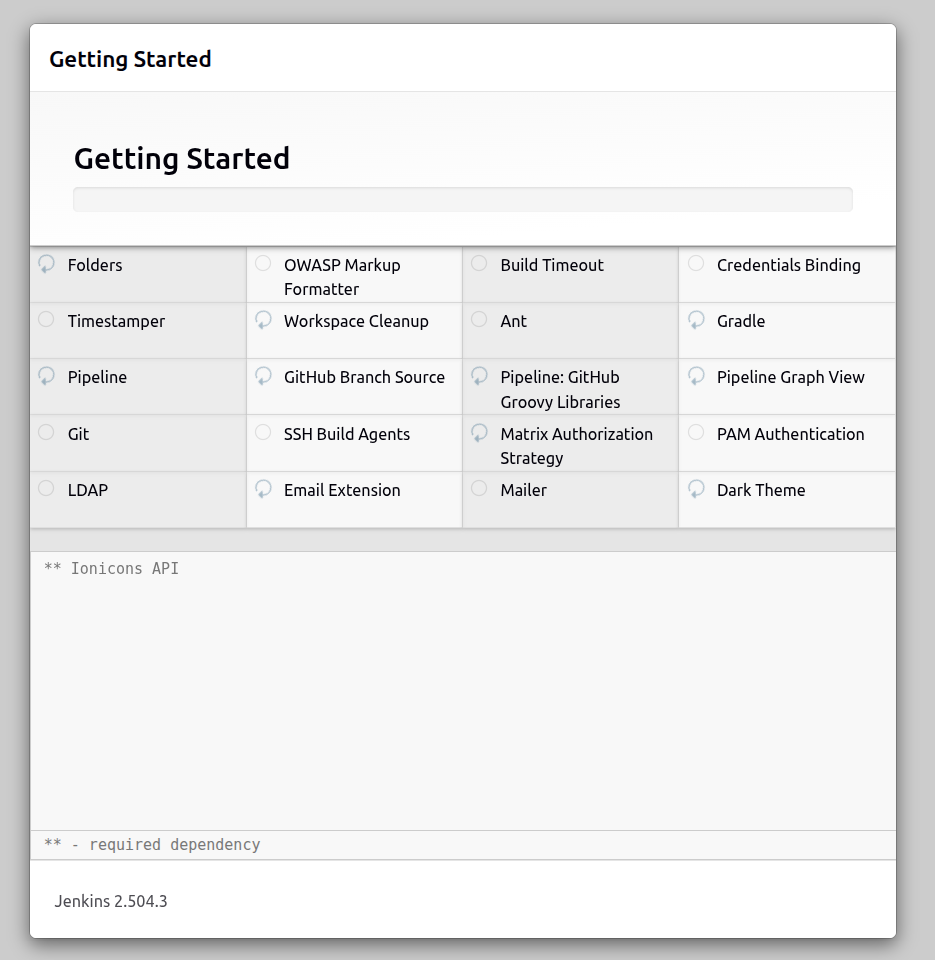 Getting Started
Getting Started
Folders
OWASP Markup
Formatter
Build Timeout
Credentials Binding
Timestamper
Workspace Cleanup
Ant
Gradle
Pipeline
GitHub Branch Source
Pipeline: GitHub
Groovy Libraries
Pipeline Graph View
Git
SSH Build Agents
Matrix Authorization
Strategy
PAM Authentication
LDAP
Email Extension
Mailer
Dark Theme
** Ionicons API
** - required dependency
Jenkins 2.504.3